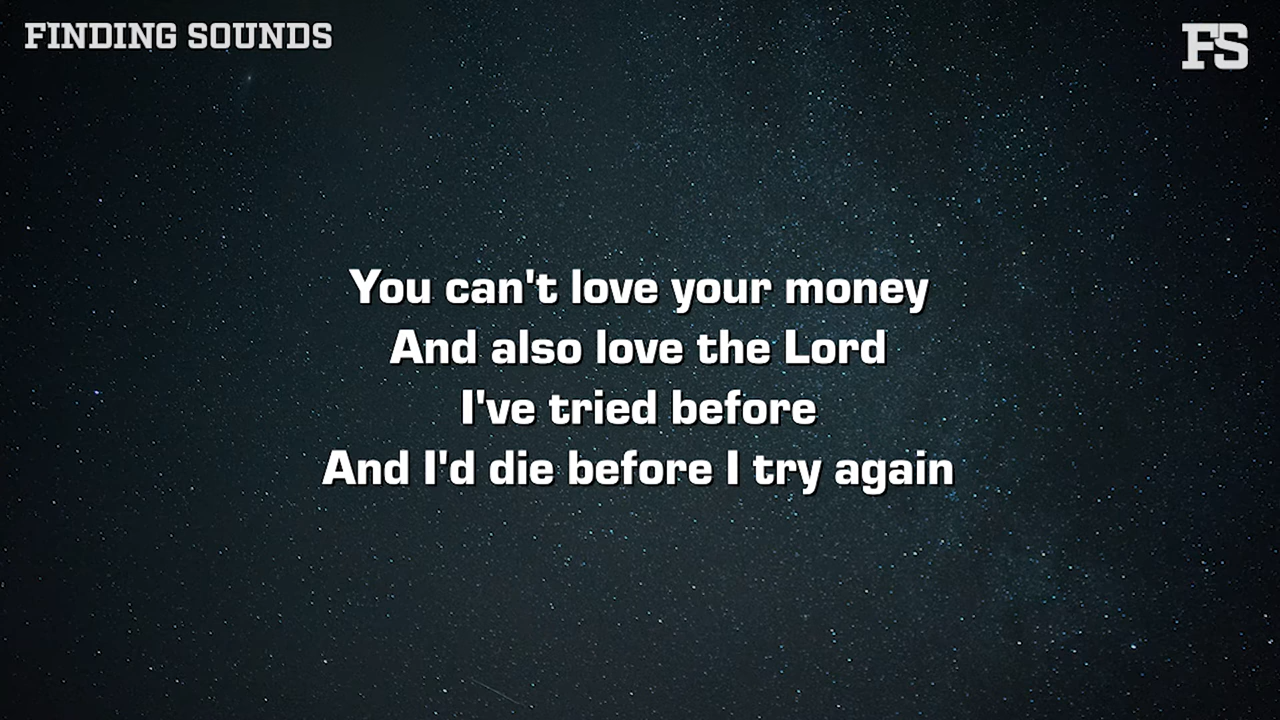 FINDING SOUNDS
FS
You can't love your money
And also love the Lord
I've tried before
And I'd die before I try again